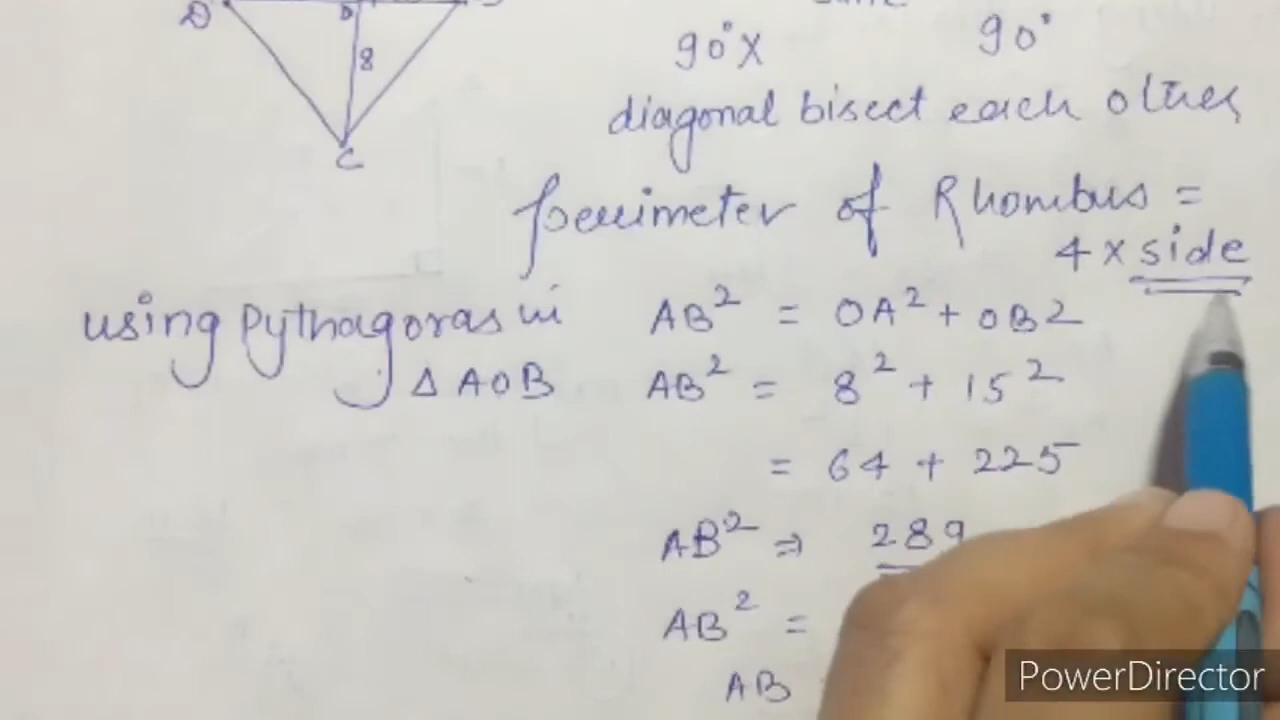 D
8
C
90° X 90°
diagonal bisect each other
perimeter of Rhombus =
4 x side
using Pythagoras in AB² = OA² + OB2
Δ AOB AB² = 8² + 15²
= 64 + 225
AB² ⇒ 289
AB² =
AB
PowerDirector